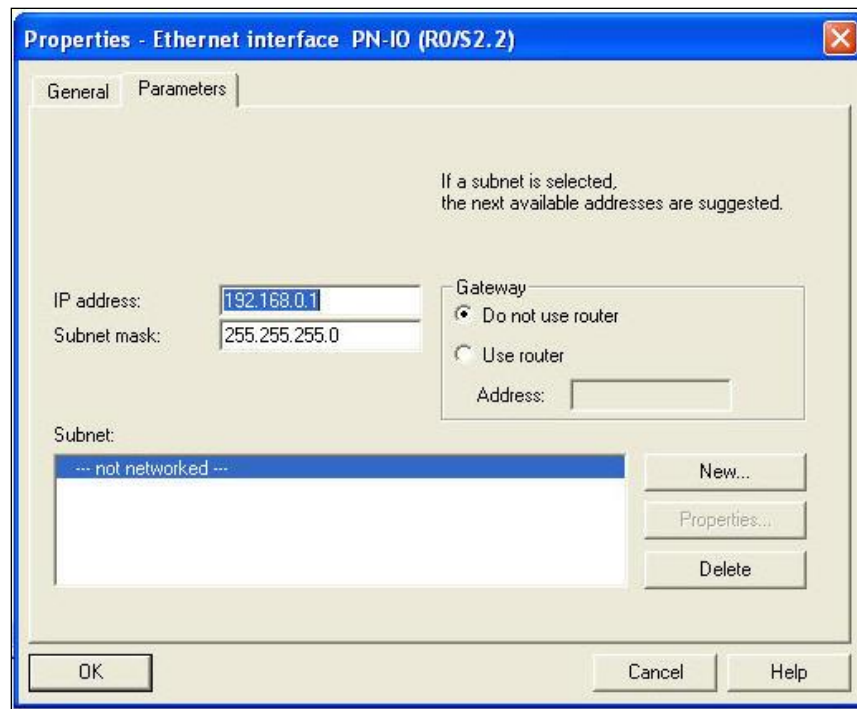 Properties - Ethernet interface PN-IO (R0/S2.2)
General
Parameters
If a subnet is selected,
the next available addresses are suggested.
IP address:
192.168.0.1
Subnet mask:
255.255.255.0
Gateway
Do not use router
Use router
Address:
Subnet:
--- not networked ---
New...
Properties...
Delete
OK
Cancel
Help